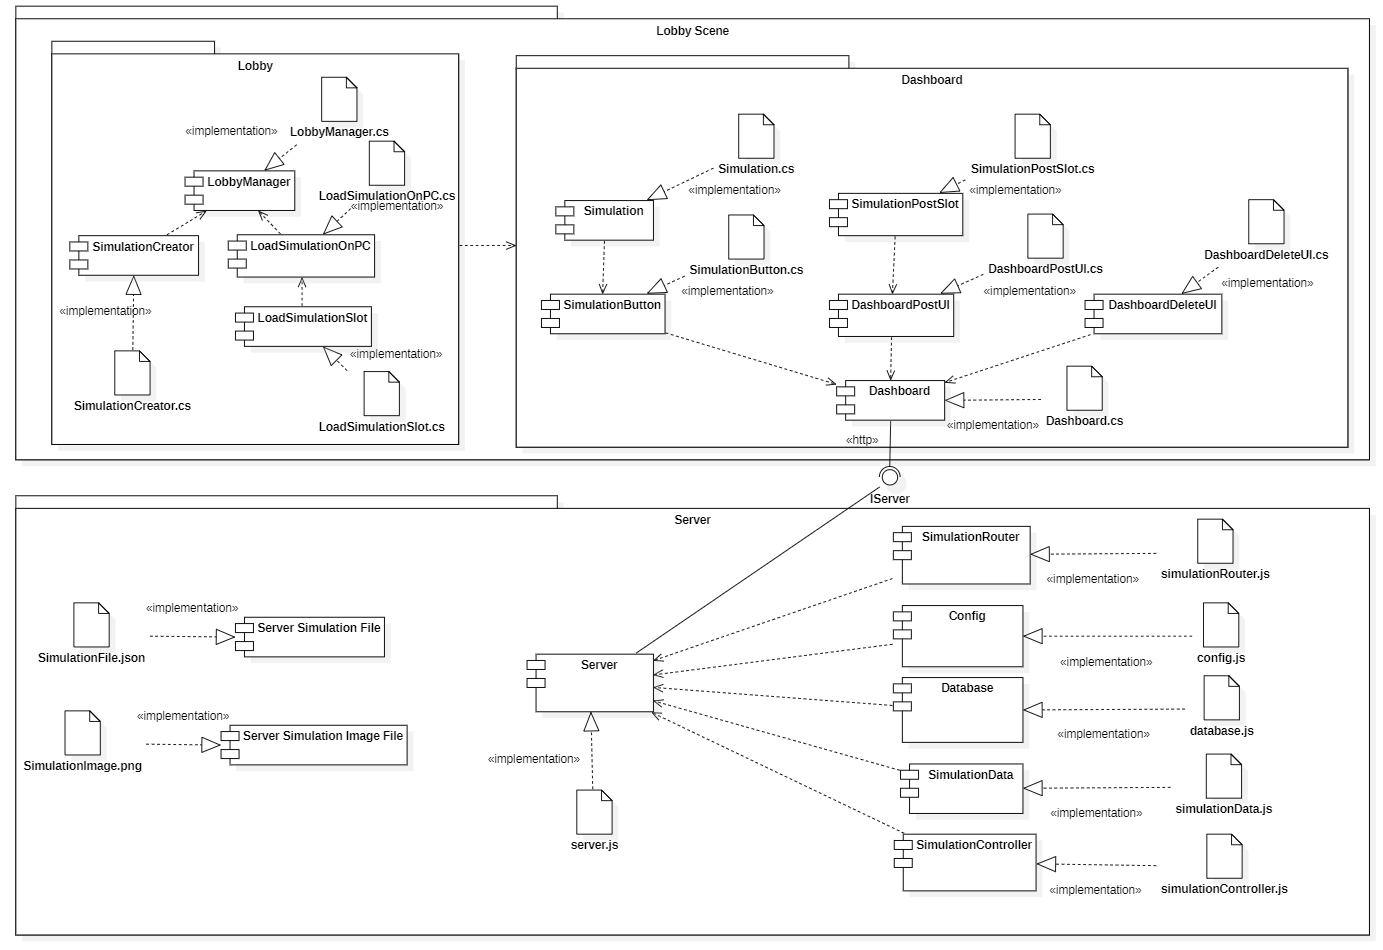 Lobby Scene
Lobby
LobbyManager.cs
«implementation»
LobbyManager
LoadSimulationOnPC.cs
«implementation»
SimulationCreator
LoadSimulationOnPC
«implementation»
LoadSimulationSlot
«implementation»
SimulationCreator.cs
LoadSimulationSlot.cs
Dashboard
Simulation.cs
SimulationPostSlot.cs
«implementation»
«implementation»
Simulation
SimulationPostSlot
DashboardDeleteUI.cs
SimulationButton.cs
DashboardPostUI.cs
«implementation»
«implementation»
«implementation»
SimulationButton
DashboardPostUI
DashboardDeleteUI
Dashboard
Dashboard.cs
«implementation»
«http»
IServer
Server
SimulationRouter
simulationRouter.js
«implementation»
«implementation»
Server Simulation File
SimulationFile.json
Config
config.js
«implementation»
Server
Database
database.js
«implementation»
«implementation»
Server Simulation Image File
SimulationImage.png
«implementation»
server.js
SimulationData
simulationData.js
«implementation»
SimulationController
simulationController.js
«implementation»